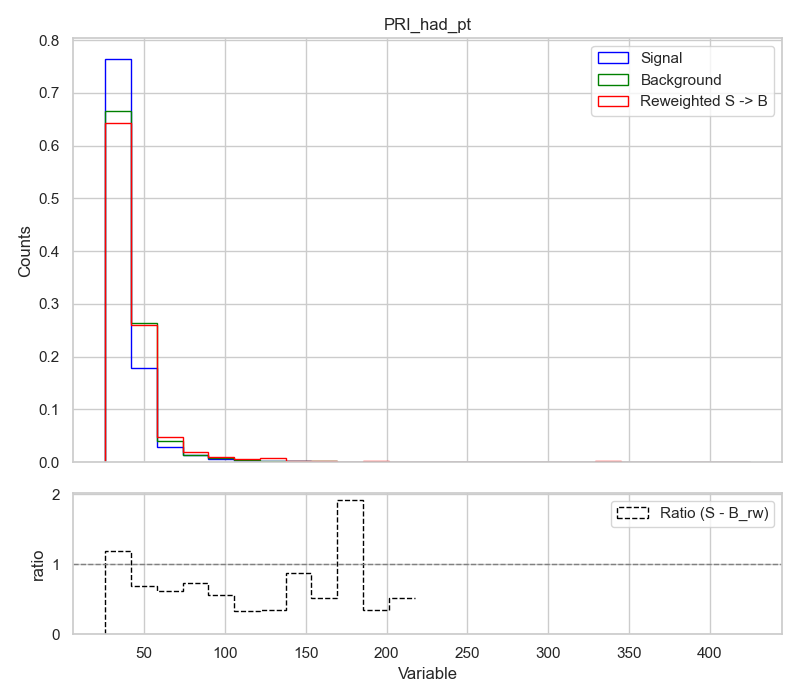 PRI_had_pt
0.8
0.7
0.6
0.5
0.4
0.3
0.2
0.1
0.0
Counts
Signal
Background
Reweighted S -> B
2
1
0
ratio
Ratio (S - B_rw)
50 100 150 200 250 300 350 400
Variable